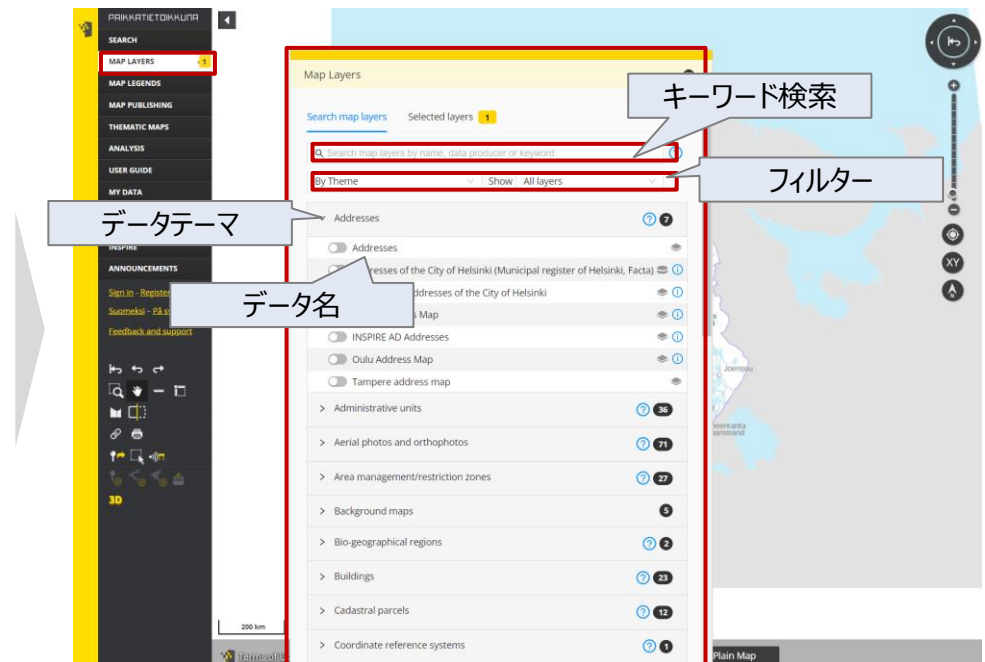 PAIKKATIETOIKKUNA
SEARCH
MAP LAYERS 1
MAP LEGENDS
MAP PUBLISHING
THEMATIC MAPS
ANALYSIS
USER GUIDE
MY DATA
INSPIRE
ANNOUNCEMENTS
Sign in - Register
Suomeksi - På
Feedback and support
3D
Map Layers
キーワード検索
Search map layers
Selected layers 1
Search map layers by name, data producer or keyword
By Theme
Show All layers
フィルター
データテーマ
Addresses 7
Addresses
resses of the City of Helsinki (Municipal register of Helsinki, Facta)
ddresses of the City of Helsinki
データ名
s Map
INSPIRE AD Addresses
Oulu Address Map
Tampere address map
Administrative units 36
Aerial photos and orthophotos 71
Area management/restriction zones 27
Background maps 5
Bio-geographical regions 2
Buildings 23
Cadastral parcels 12
Coordinate reference systems 1
XY
Joensuu
200 km
Plain Map